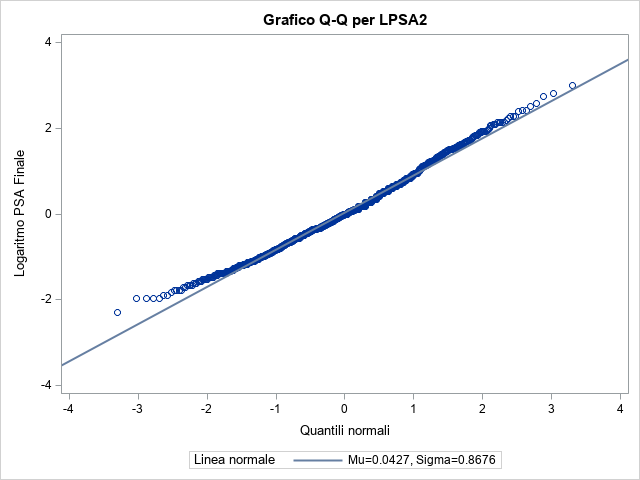 Grafico Q-Q per LPSA2
4
2
0
-2
-4
Logaritmo PSA Finale
-4 -3 -2 -1 0 1 2 3 4
Quantili normali
Linea normale Mu=0.0427, Sigma=0.8676